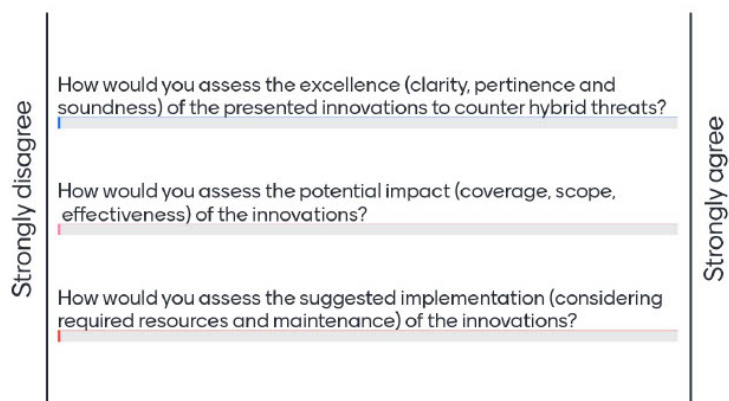 Strongly disagree
How would you assess the excellence (clarity, pertinence and
soundness) of the presented innovations to counter hybrid threats?
How would you assess the potential impact (coverage, scope,
effectiveness) of the innovations?
How would you assess the suggested implementation (considering
required resources and maintenance) of the innovations?
Strongly agree